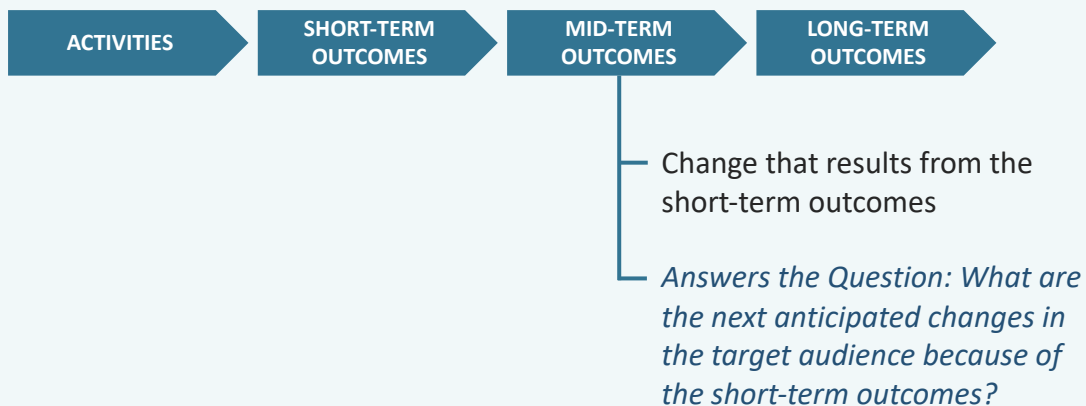 ACTIVITIES
SHORT-TERM
OUTCOMES
MID-TERM
OUTCOMES
LONG-TERM
OUTCOMES
Change that results from the
short-term outcomes
Answers the Question: What are
the next anticipated changes in
the target audience because of
the short-term outcomes?